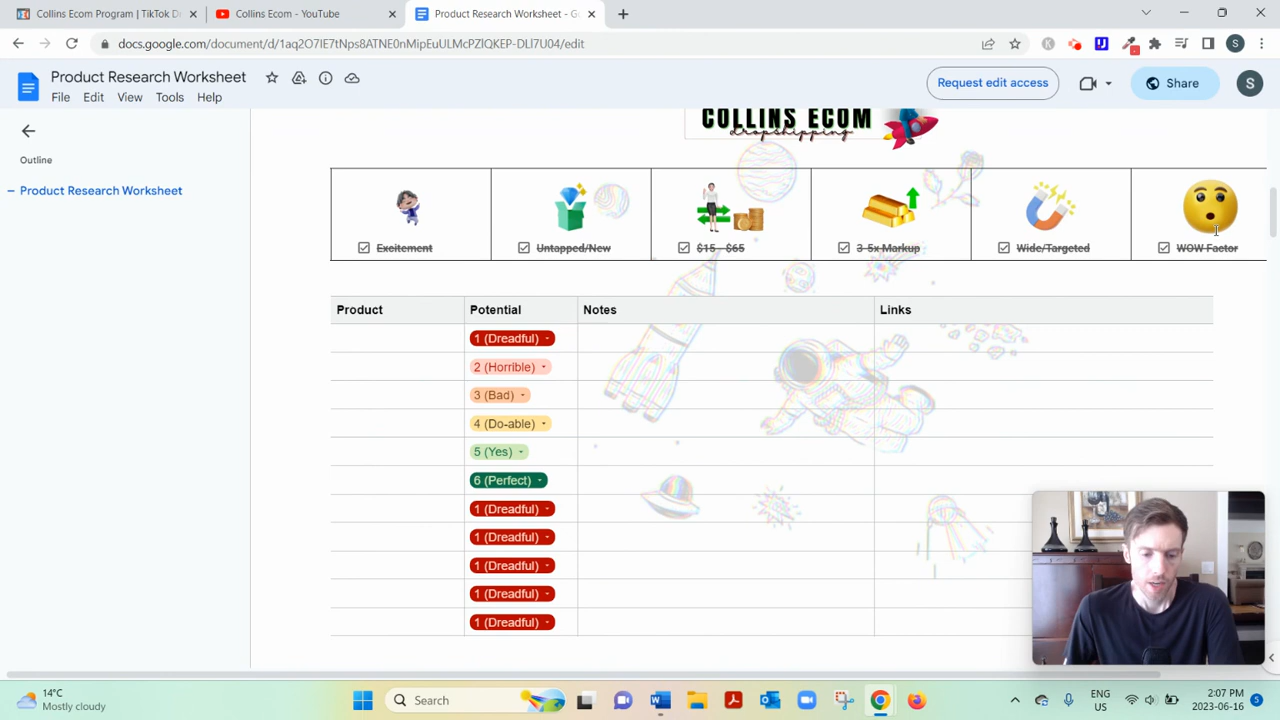 Collins Ecom Program | TikTok D
Collins Ecom - YouTube
Product Research Worksheet - Go
docs.google.com/document/d/1aq2O7lE7tNps8ATNE0nMipEuULMcPZlQKEP-DLl7U04/edit
Product Research Worksheet
File Edit View Tools Help
Request edit access
Share
S
Outline
Product Research Worksheet
COLLINS ECOM
dropshipping
Excitement
Untapped/New
$15 - $65
3-5x Markup
Wide/Targeted
WOW Factor
Product Potential Notes Links
1 (Dreadful)
2 (Horrible)
3 (Bad)
4 (Do-able)
5 (Yes)
6 (Perfect)
1 (Dreadful)
1 (Dreadful)
1 (Dreadful)
1 (Dreadful)
1 (Dreadful)
14°C
Mostly cloudy
Search
ENG
US
2:07 PM
2023-06-16
5